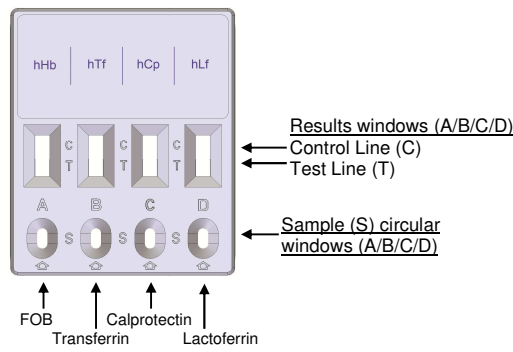 hHb hTf hCp hLf
Results windows (A/B/C/D)
C C C
Control Line (C)
T T T
Test Line (T)
A B C D
S S S
Sample (S) circular
windows (A/B/C/D)
FOB Calprotectin
Transferrin Lactoferrin